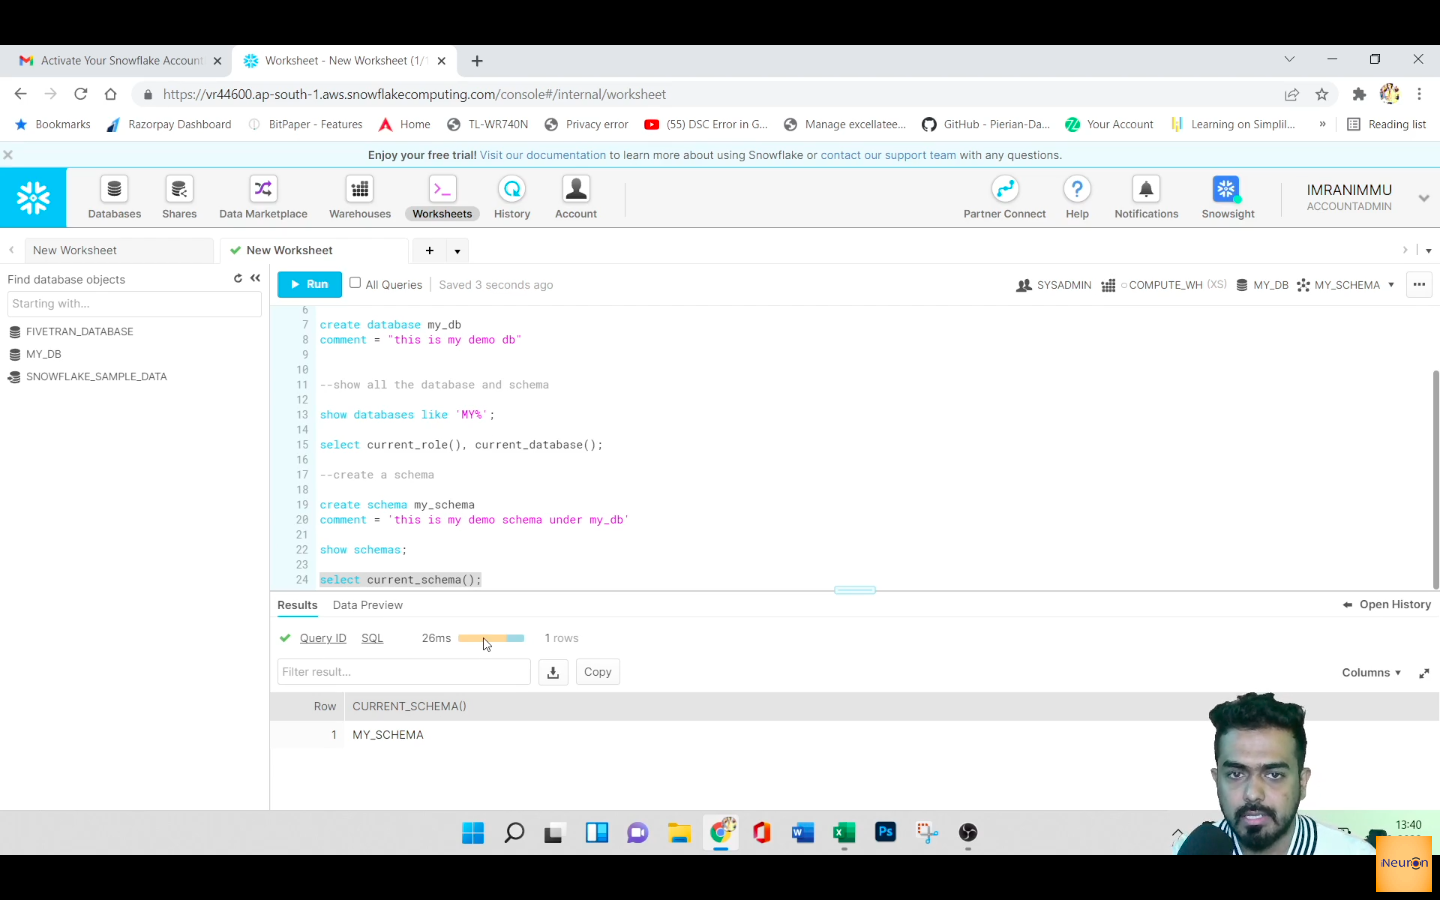 Activate Your Snowflake Account
Worksheet - New Worksheet (1/
https://vr44600.ap-south-1.aws.snowflakecomputing.com/console#/internal/worksheet
Bookmarks
Razorpay Dashboard
BitPaper - Features
Home
TL-WR740N
Privacy error
(55) DSC Error in G...
Manage excellatee...
GitHub - Pierian-Da...
Your Account
Learning on Simplil...
»
Reading list
Enjoy your free trial! Visit our documentation to learn more about using Snowflake or contact our support team with any questions.
Databases
Shares
Data Marketplace
Warehouses
Worksheets
History
Account
Partner Connect
Help
Notifications
Snowsight
IMRANIMMU
ACCOUNTADMIN
New Worksheet
New Worksheet
Find database objects
Starting with...
FIVETRAN_DATABASE
MY_DB
SNOWFLAKE_SAMPLE_DATA
Run
All Queries
Saved 3 seconds ago
SYSADMIN
COMPUTE_WH (XS)
MY_DB
MY_SCHEMA
6
7 create database my_db
8 comment = "this is my demo db"
9
10
11 --show all the database and schema
12
13 show databases like 'MY%';
14
15 select current_role(), current_database();
16
17 --create a schema
18
19 create schema my_schema
20 comment = 'this is my demo schema under my_db'
21
22 show schemas;
23
24 select current_schema();
Results
Data Preview
Open History
Query ID
SQL
26ms
1 rows
Filter result...
Copy
Columns
Row CURRENT_SCHEMA()
1 MY_SCHEMA
13:40
Neuron